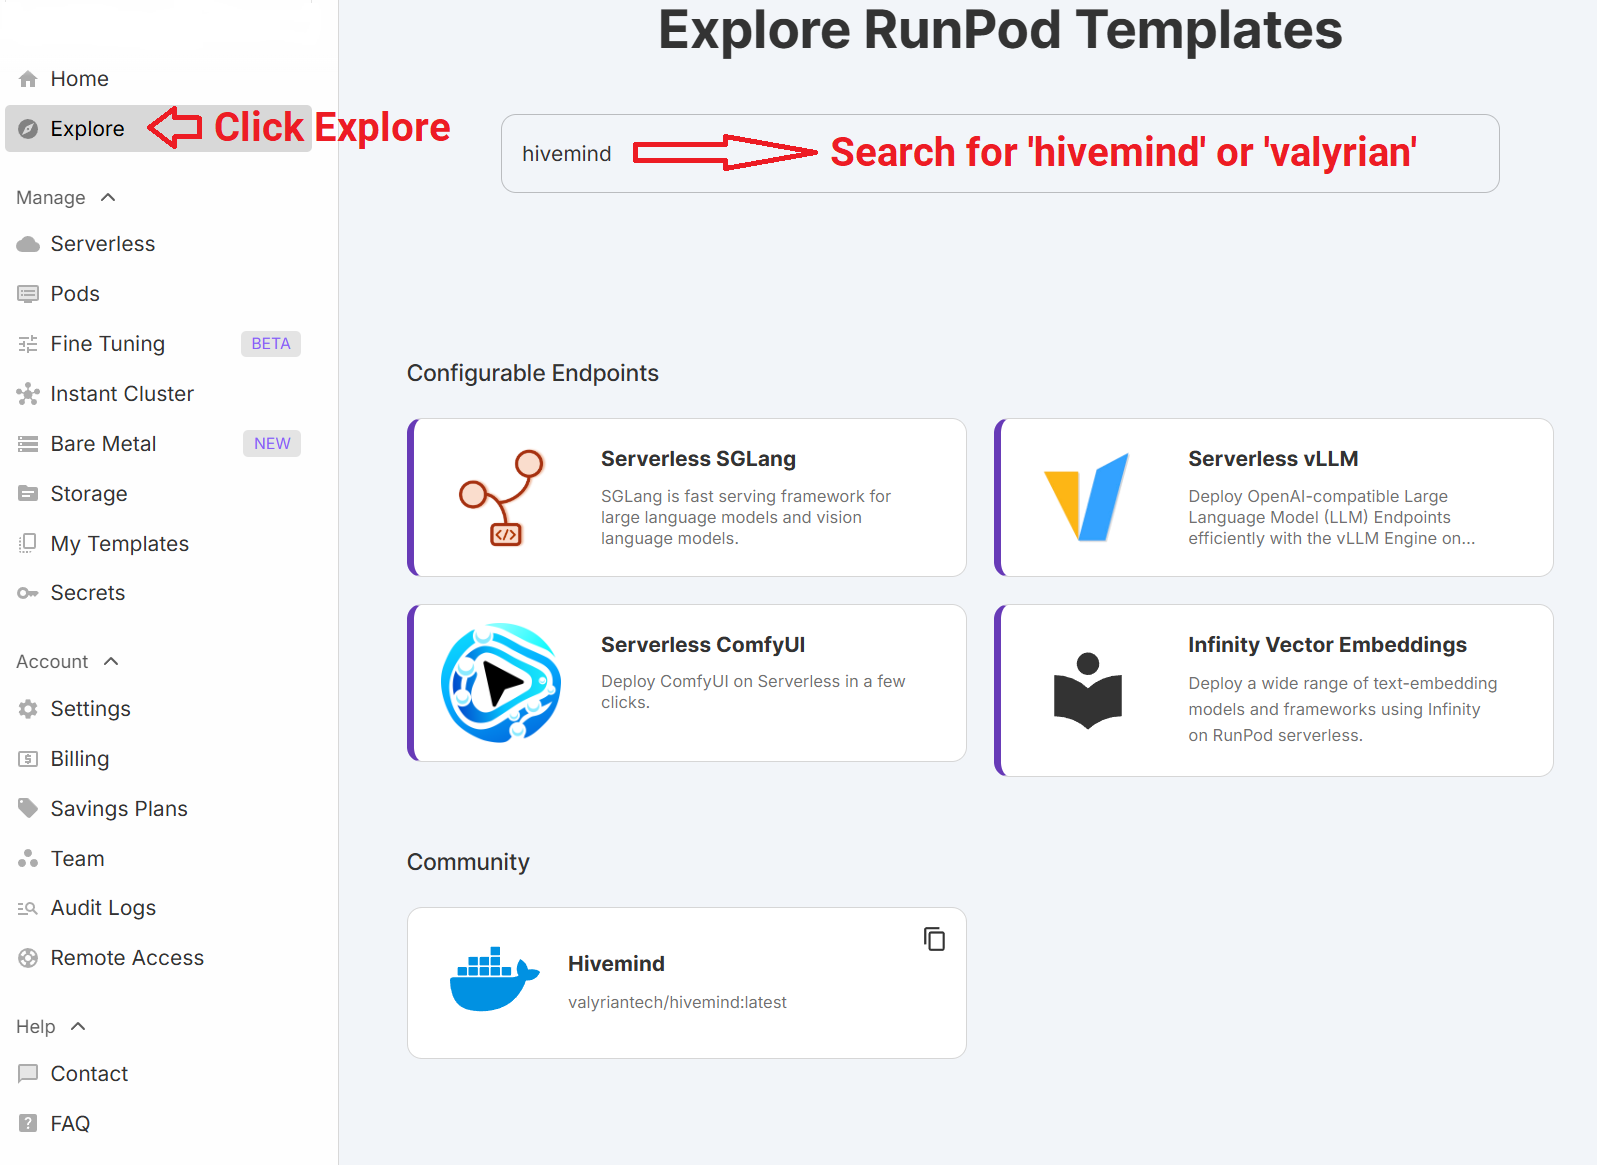 Explore RunPod Templates
Home
Explore
Click Explore
hivemind
Search for 'hivemind' or 'valyrian'
Manage
Serverless
Pods
Fine Tuning
BETA
Instant Cluster
Bare Metal
NEW
Storage
My Templates
Secrets
Account
Settings
Billing
Savings Plans
Team
Audit Logs
Remote Access
Help
Contact
FAQ
Configurable Endpoints
Serverless SGLang
SGLang is fast serving framework for
large language models and vision
language models.
Serverless vLLM
Deploy OpenAI-compatible Large
Language Model (LLM) Endpoints
efficiently with the vLLM Engine on...
Serverless ComfyUI
Deploy ComfyUI on Serverless in a few
clicks.
Infinity Vector Embeddings
Deploy a wide range of text-embedding
models and frameworks using Infinity
on RunPod serverless.
Community
Hivemind
valyriantech/hivemind:latest